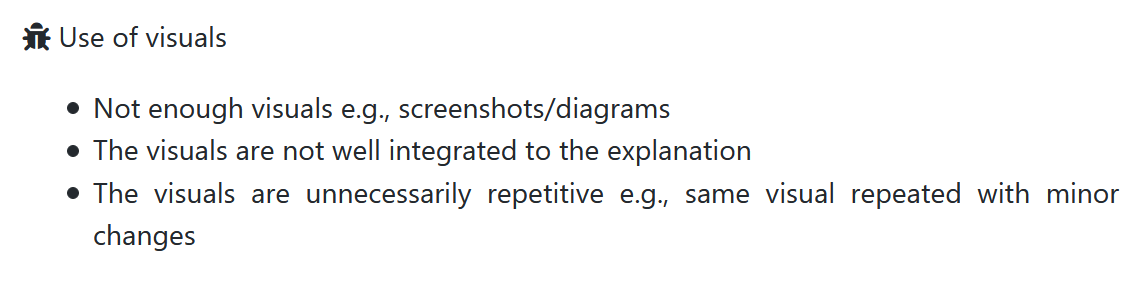 Use of visuals
Not enough visuals e.g., screenshots/diagrams
The visuals are not well integrated to the explanation
The visuals are unnecessarily repetitive e.g., same visual repeated with minor
changes